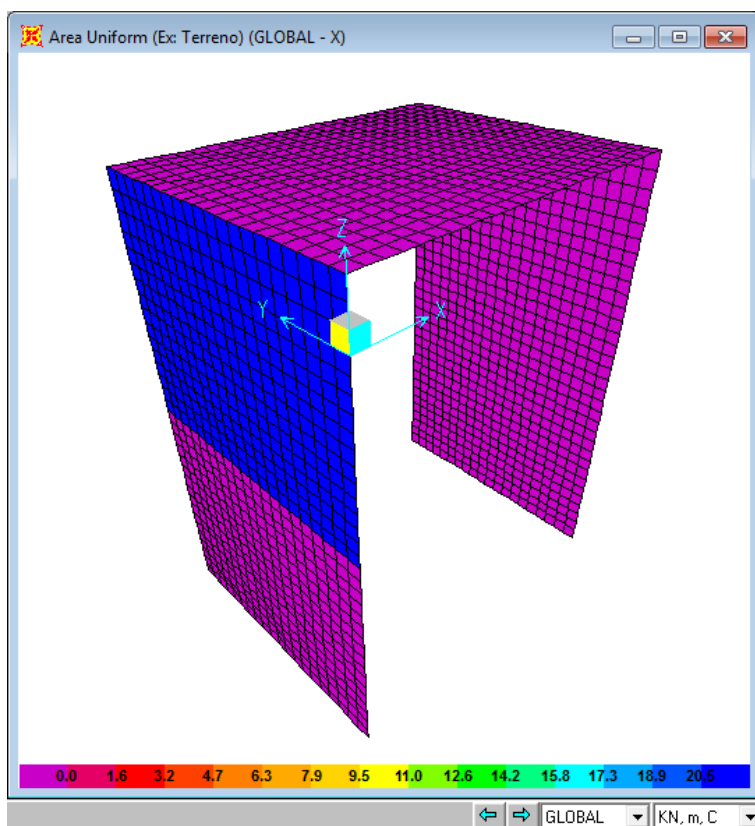 Area Uniform (Ex: Terreno) (GLOBAL - X)
Z
Y
X
0.0 1.6 3.2 4.7 6.3 7.9 9.5 11.0 12.6 14.2 15.8 17.3 18.9 20.5
GLOBAL KN, m, C